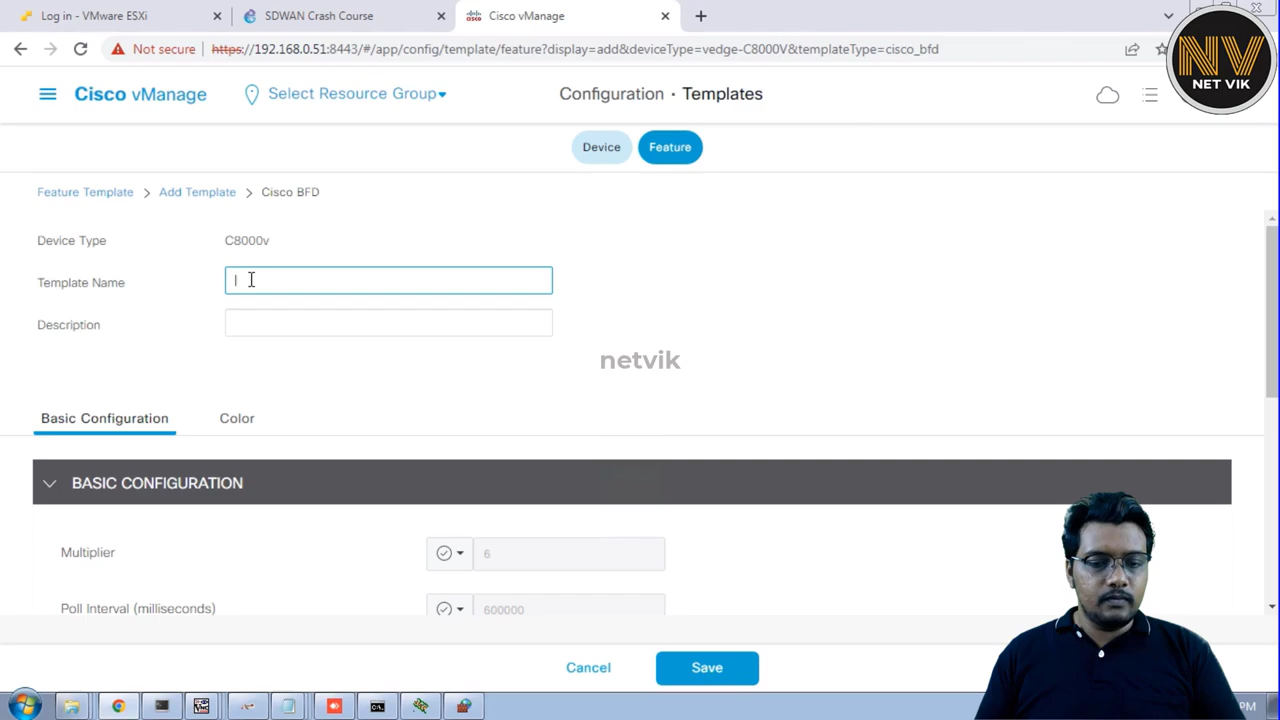 Log in - VMware ESXi
SDWAN Crash Course
Cisco vManage
Not secure
https://192.168.0.51:8443/#/app/config/template/feature?display=add&deviceType=vedge-C8000V&templateType=cisco_bfd
NV
NET VIK
Cisco vManage
Select Resource Group
Configuration · Templates
Device
Feature
Feature Template > Add Template > Cisco BFD
Device Type
C8000v
Template Name
Description
netvik
Basic Configuration
Color
BASIC CONFIGURATION
Multiplier
6
Poll Interval (milliseconds)
600000
Cancel
Save
PM